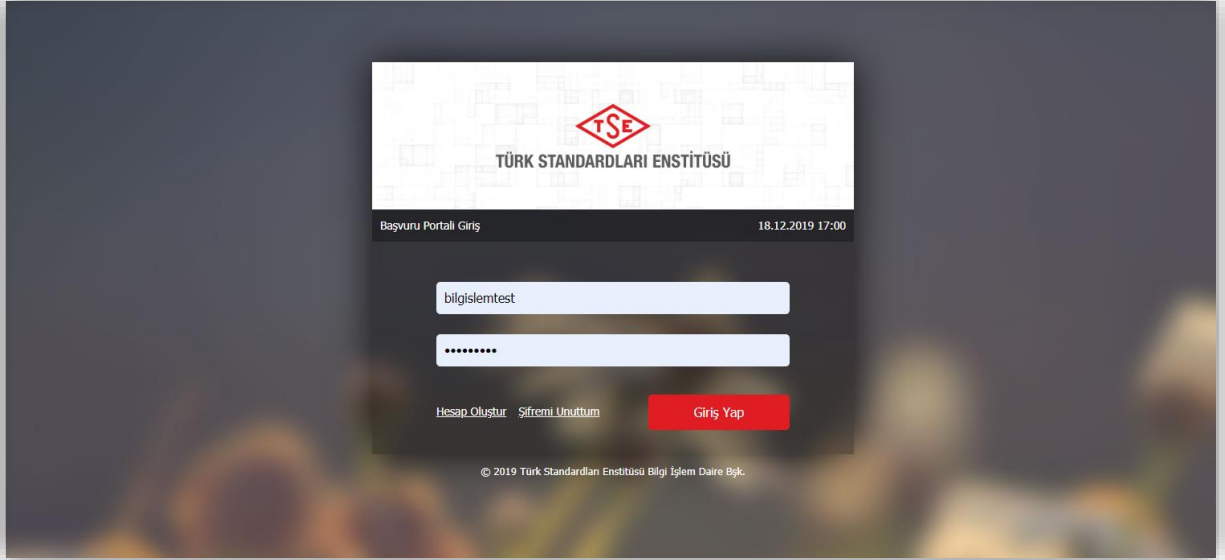 TSE
TÜRK STANDARDLARI ENSTİTÜSÜ
Başvuru Portali Giriş 18.12.2019 17:00
bilgislemtest
•••••••••
Hesap Oluştur Şifremi Unuttum Giriş Yap
© 2019 Türk Standardları Enstitüsü Bilgi İşlem Daire Bşk.